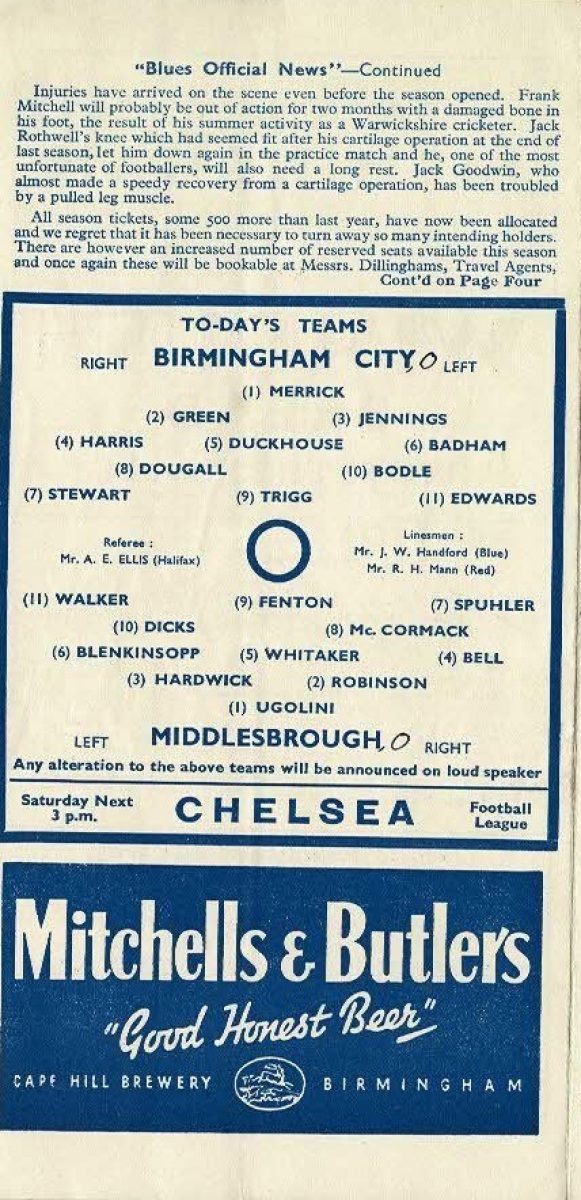 "Blues Official News"—Continued
Injuries have arrived on the scene even before the season opened. Frank
Mitchell will probably be out of action for two months with a damaged bone in
his foot, the result of his summer activity as a Warwickshire cricketer. Jack
Rothwell's knee which had seemed fit after his cartilage operation at the end of
last season, let him down again in the practice match and he, one of the most
unfortunate of footballers, will also need a long rest. Jack Goodwin, who
almost made a speedy recovery from a cartilage operation, has been troubled
by a pulled leg muscle.
All season tickets, some 500 more than last year, have now been allocated
and we regret that it has been necessary to turn away so many intending holders.
There are however an increased number of reserved seats available this season
and once again these will be bookable at Messrs. Dillinghams, Travel Agents,
Cont'd on Page Four
TO-DAY'S TEAMS
RIGHT BIRMINGHAM CITY, 0 LEFT
(1) MERRICK
(2) GREEN (3) JENNINGS
(4) HARRIS (5) DUCKHOUSE (6) BADHAM
(8) DOUGALL (10) BODLE
(7) STEWART (9) TRIGG (11) EDWARDS
Referee :
Mr. A. E. ELLIS (Halifax)
Linesmen :
Mr. J. W. Handford (Blue)
Mr. R. H. Mann (Red)
(11) WALKER (9) FENTON (7) SPUHLER
(10) DICKS (8) Mc. CORMACK
(6) BLENKINSOPP (5) WHITAKER (4) BELL
(3) HARDWICK (2) ROBINSON
(1) UGOLINI
LEFT MIDDLESBROUGH, 0 RIGHT
Any alteration to the above teams will be announced on loud speaker
Saturday Next
3 p.m.
CHELSEA
Football
League
Mitchells & Butlers
"Good Honest Beer"
CAPE HILL BREWERY BIRMINGHAM